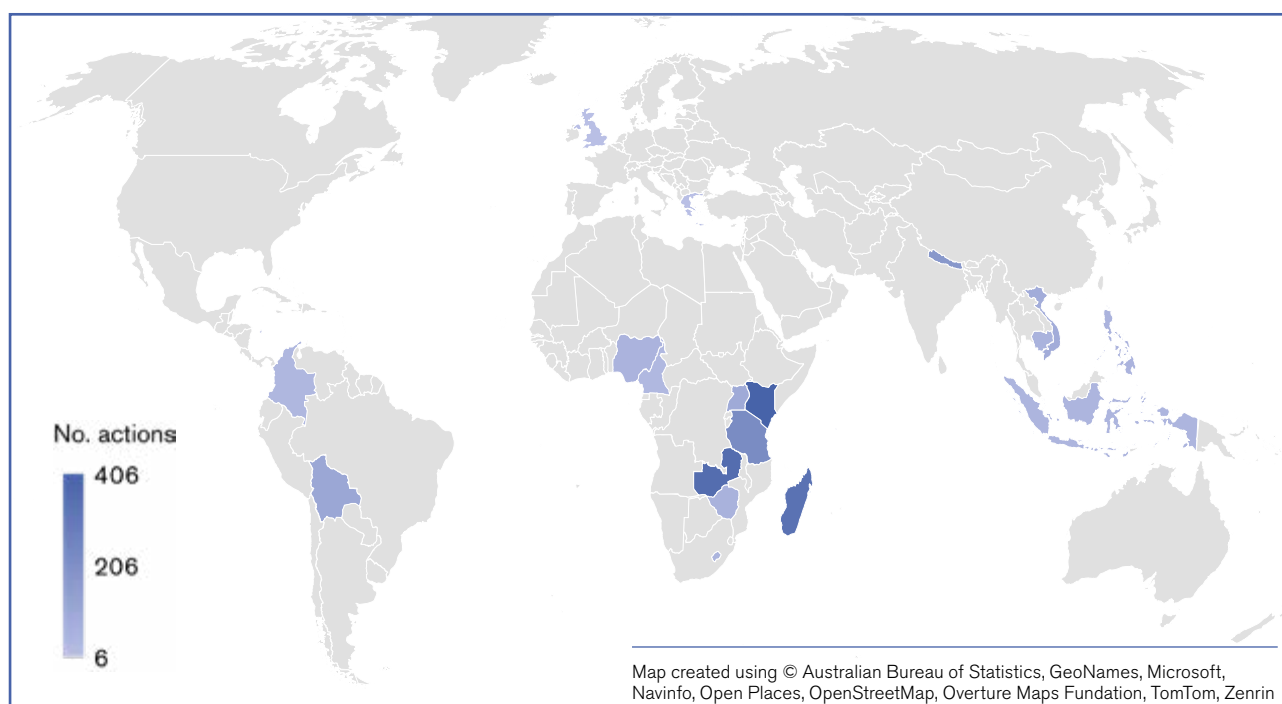 No. actions
406
206
6
Map created using © Australian Bureau of Statistics, GeoNames, Microsoft,
Navinfo, Open Places, OpenStreetMap, Overture Maps Fundation, TomTom, Zenrin